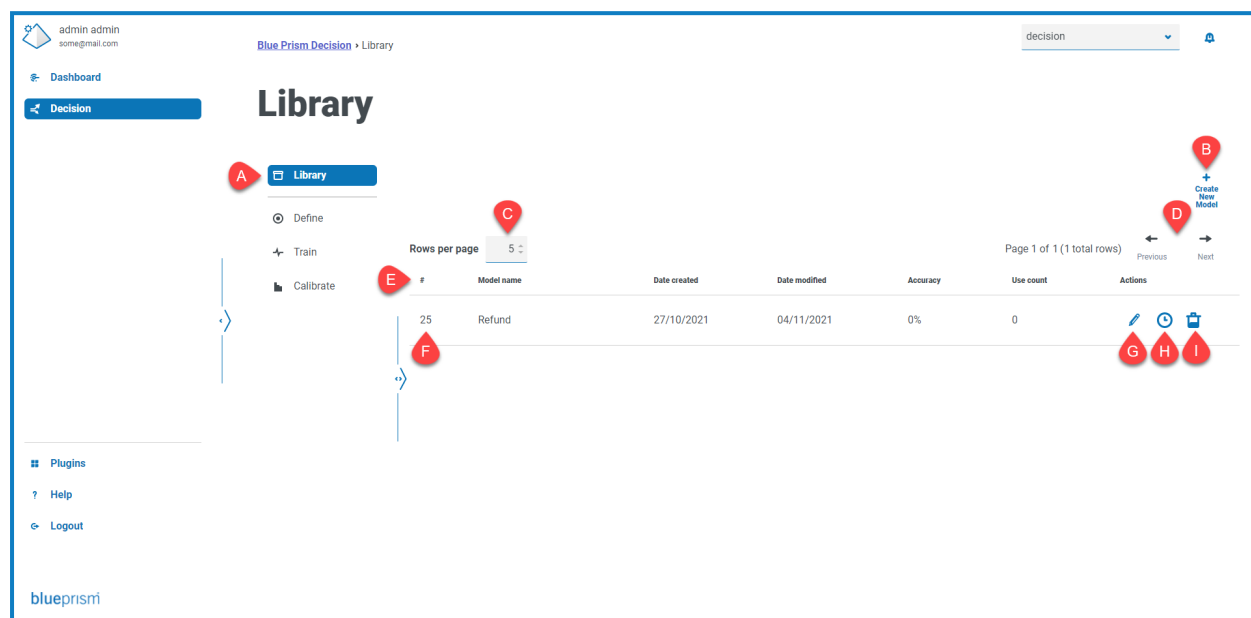 admin admin
some@mail.com
Blue Prism Decision › Library
decision
Dashboard
Decision
Library
B
A
Library
+
Create
New
Model
Define
C
D
Train
Rows per page 5
Page 1 of 1 (1 total rows)
Previous
Next
Calibrate
E
# Model name Date created Date modified Accuracy Use count Actions
25 Refund 27/10/2021 04/11/2021 0% 0
F
G
H
I
Plugins
? Help
Logout
blueprism